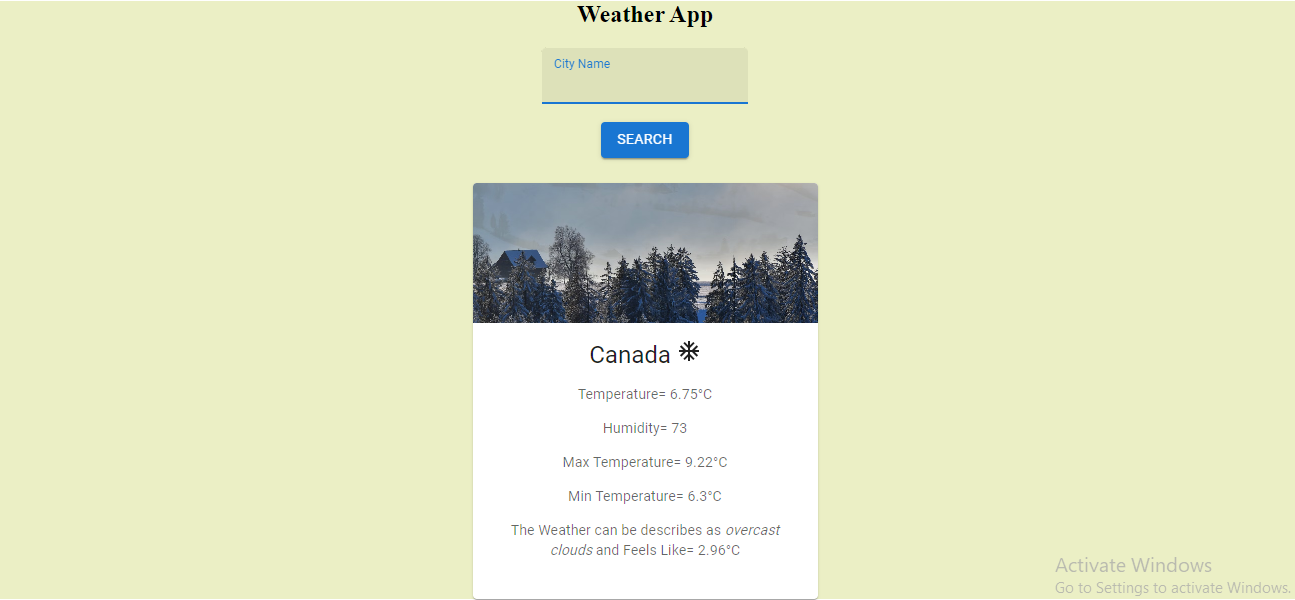 Weather App
City Name
SEARCH
Canada
Temperature= 6.75°C
Humidity= 73
Max Temperature= 9.22°C
Min Temperature= 6.3°C
The Weather can be describes as overcast
clouds and Feels Like= 2.96°C
Activate Windows
Go to Settings to activate Windows.